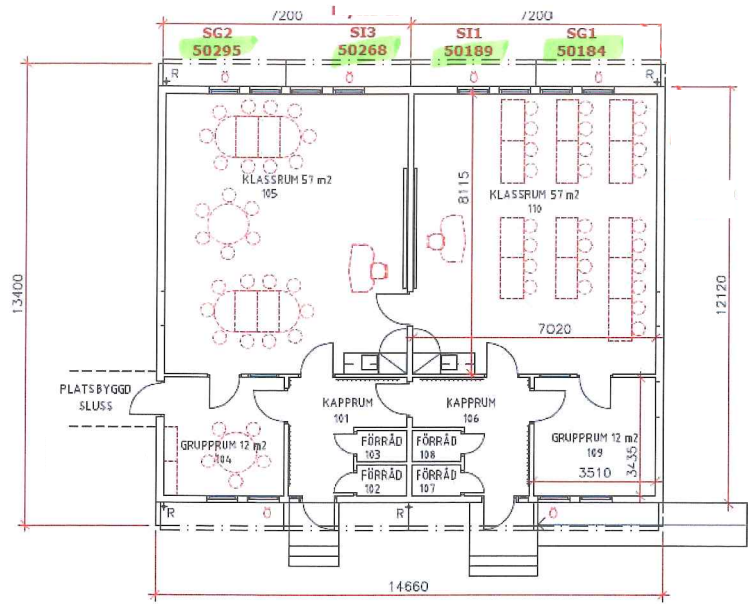 7200
7200
SG2
50295
SI3
50268
SI1
50189
SG1
50184
R
Ö
Ö
Ö
Ö
R
KLASSRUM 57 m2
105
KLASSRUM 57 m2
110
8115
13400
12120
7020
PLATSBYGGD
SLUSS
KAPPRUM
101
KAPPRUM
106
GRUPPRUM 12 m2
104
FÖRRÅD
103
FÖRRÅD
108
GRUPPRUM 12 m2
109
FÖRRÅD
102
FÖRRÅD
107
3510
3435
R
Ö
R
Ö
14660